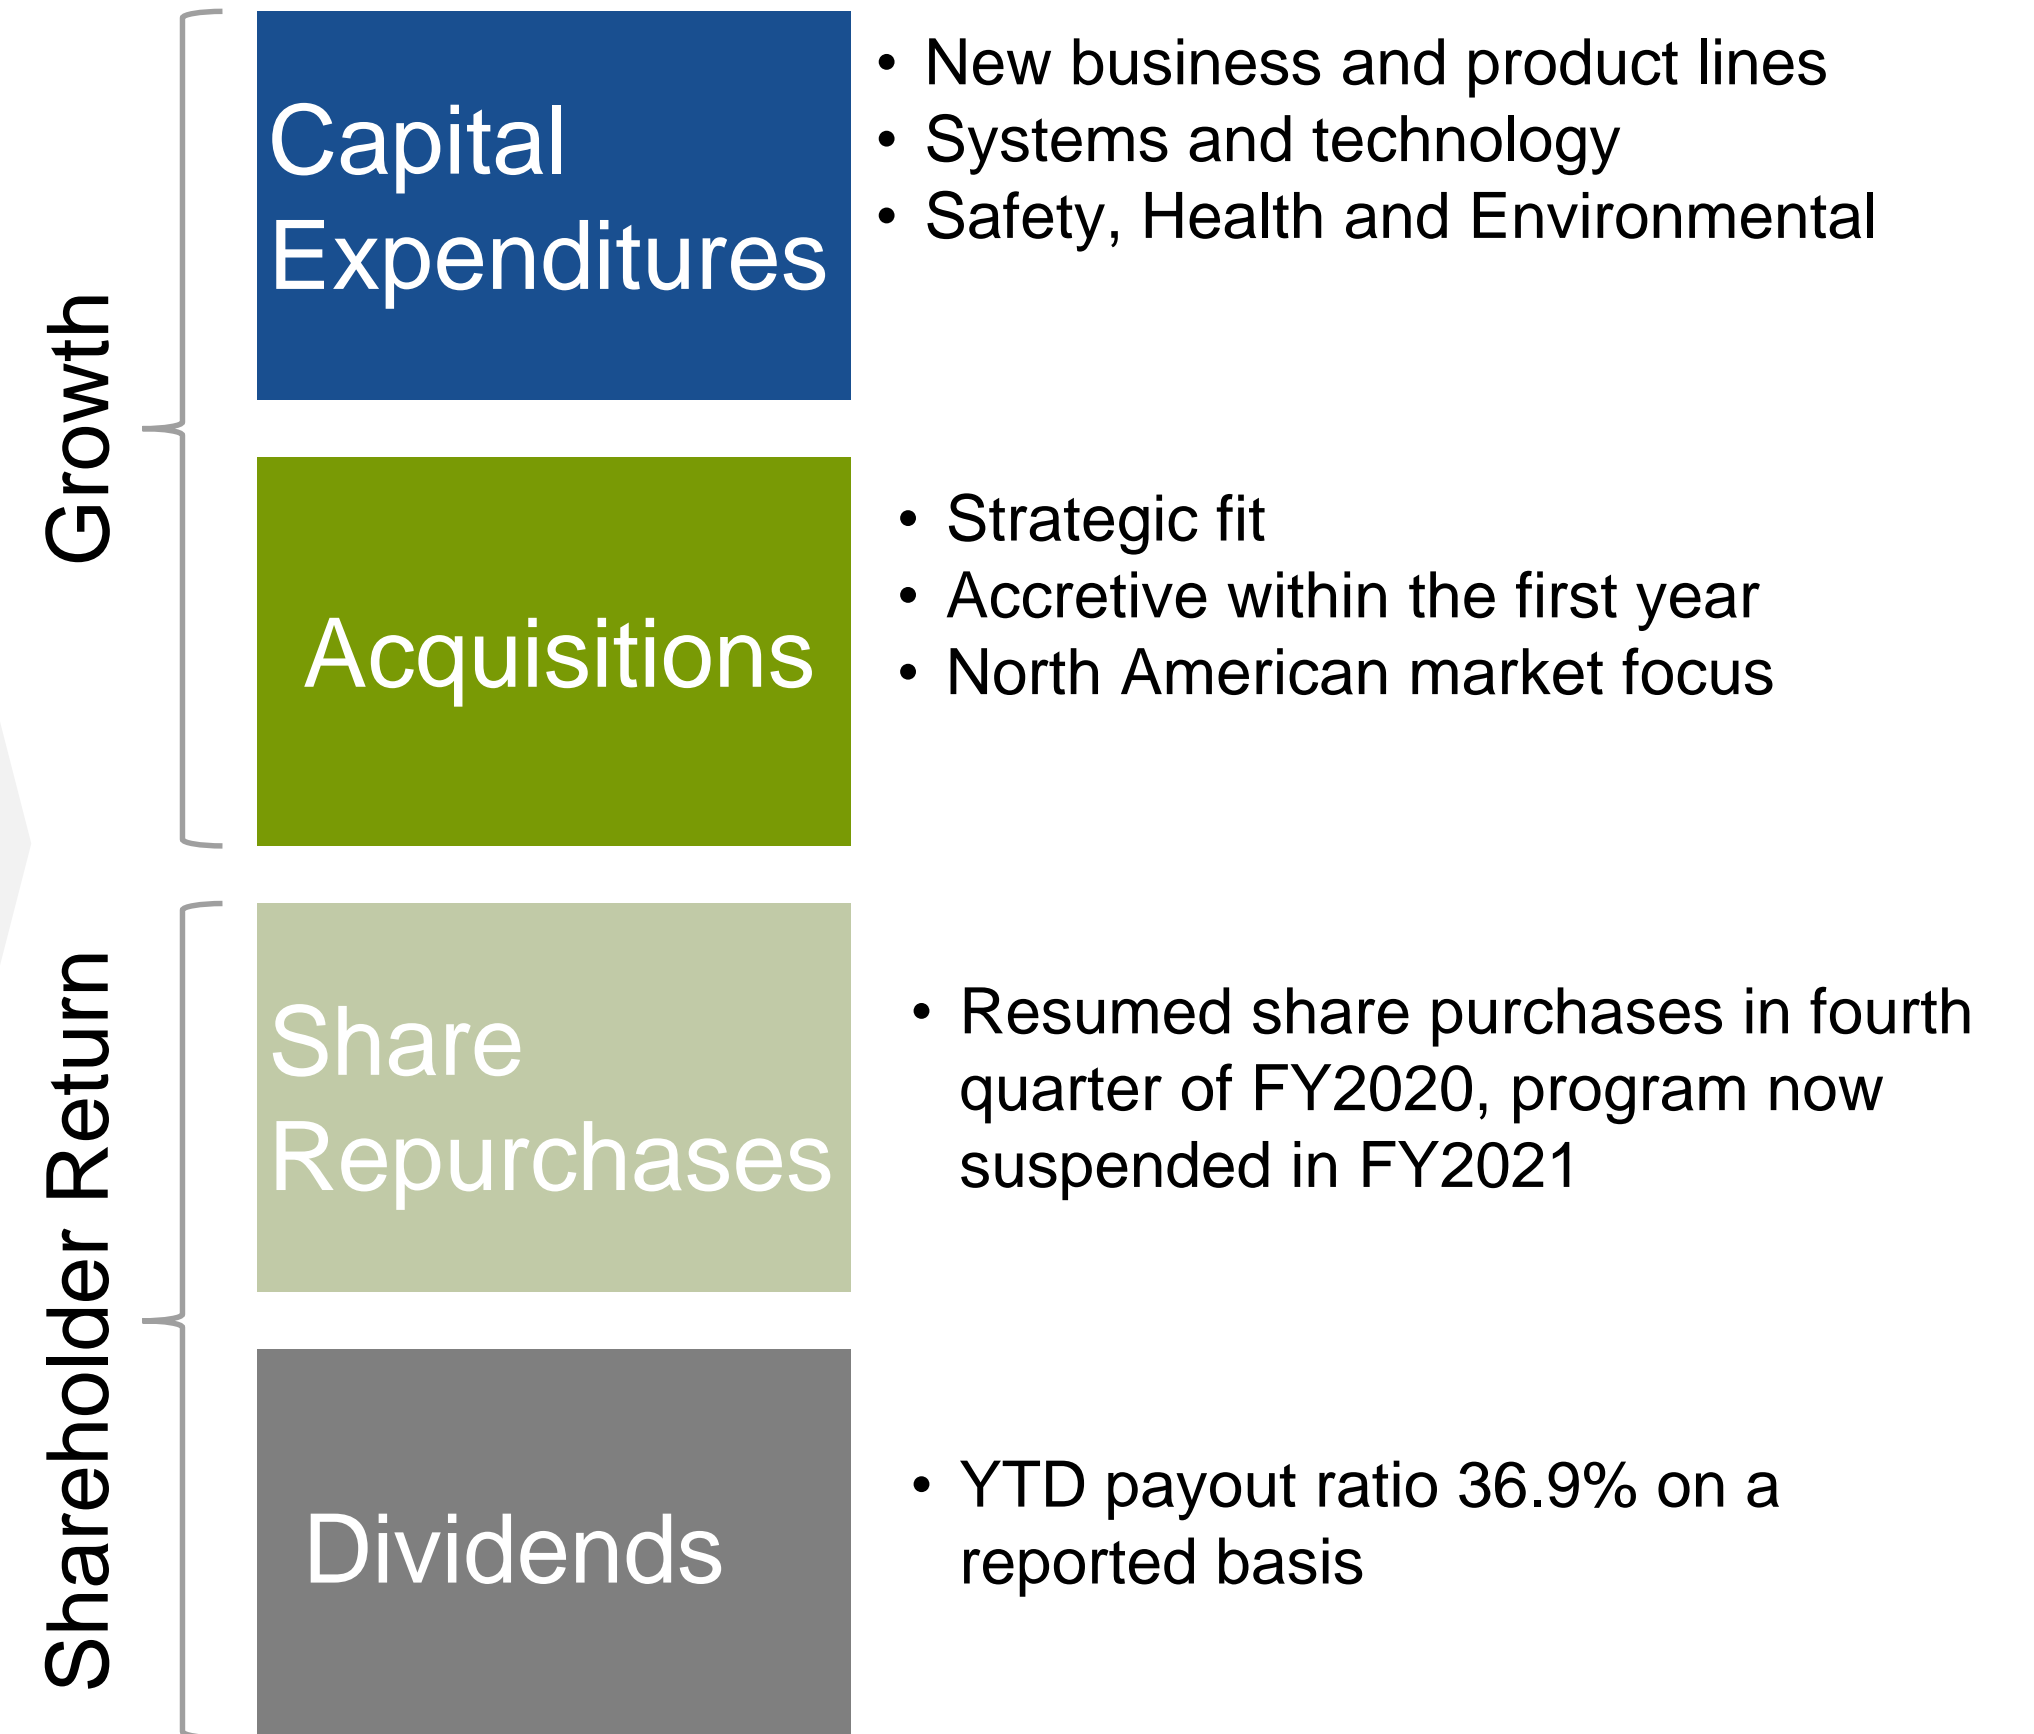 Growth
Capital
Expenditures
• New business and product lines
• Systems and technology
• Safety, Health and Environmental
Acquisitions
• Strategic fit
• Accretive within the first year
• North American market focus
Shareholder Return
Share
Repurchases
• Resumed share purchases in fourth
quarter of FY2020, program now
suspended in FY2021
Dividends
• YTD payout ratio 36.9% on a
reported basis